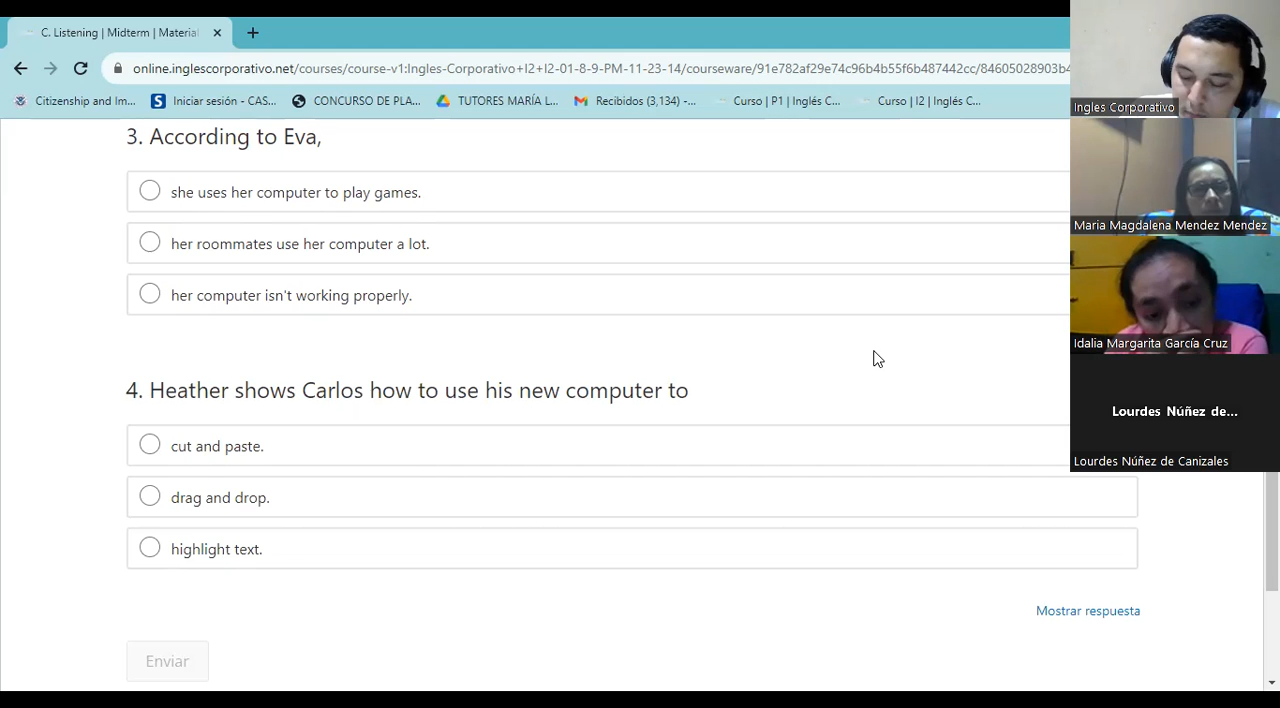 C. Listening | Midterm | Material
online.inglescorporativo.net/courses/course-v1:Ingles-Corporativo+I2+I2-01-8-9-PM-11-23-14/courseware/91e782af29e74c96b4b55f6b487442cc/84605028903b4
Citizenship and Im... Iniciar sesión - CAS... CONCURSO DE PLA... TUTORES MARÍA L... Recibidos (3,134) -... Curso | P1 | Inglés C... Curso | I2 | Inglés C...
3. According to Eva,
she uses her computer to play games.
her roommates use her computer a lot.
her computer isn't working properly.
4. Heather shows Carlos how to use his new computer to
cut and paste.
drag and drop.
highlight text.
Mostrar respuesta
Enviar
Ingles Corporativo
Maria Magdalena Mendez Mendez
Idalia Margarita García Cruz
Lourdes Núñez de...
Lourdes Núñez de Canizales